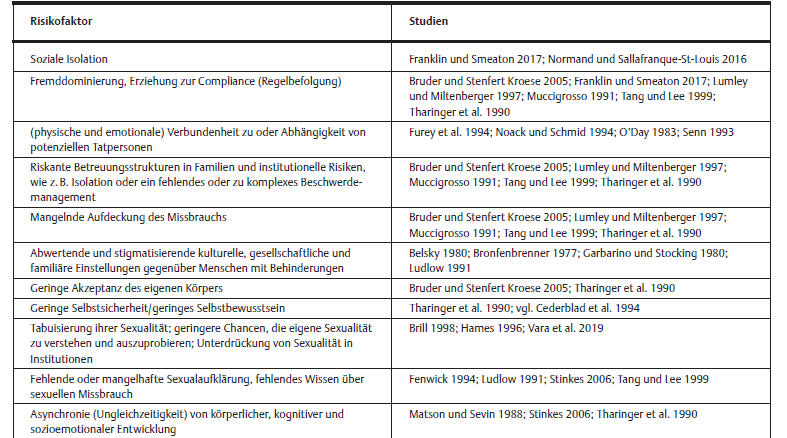 Risikofaktor Studien
Soziale Isolation Franklin und Smeaton 2017; Normand und Sallafranque-St-Louis 2016
Fremddominierung, Erziehung zur Compliance (Regelbefolgung) Bruder und Stenfert Kroese 2005; Franklin und Smeaton 2017; Lumley
und Miltenberger 1997; Muccigrosso 1991; Tang und Lee 1999;
Tharinger et al. 1990
(physische und emotionale) Verbundenheit zu oder Abhängigkeit von Furey et al. 1994; Noack und Schmid 1994; O’Day 1983; Senn 1993
potenziellen Tatpersonen
Riskante Betreuungsstrukturen in Familien und institutionelle Risiken, Bruder und Stenfert Kroese 2005; Lumley und Miltenberger 1997;
wie z. B. Isolation oder ein fehlendes oder zu komplexes Beschwerde- Muccigrosso 1991; Tang und Lee 1999; Tharinger et al. 1990
management
Mangelnde Aufdeckung des Missbrauchs Bruder und Stenfert Kroese 2005; Lumley und Miltenberger 1997;
Muccigrosso 1991; Tang und Lee 1999; Tharinger et al. 1990
Abwertende und stigmatisierende kulturelle, gesellschaftliche und Belsky 1980; Bronfenbrenner 1977; Garbarino und Stocking 1980;
familiäre Einstellungen gegenüber Menschen mit Behinderungen Ludlow 1991
Geringe Akzeptanz des eigenen Körpers Bruder und Stenfert Kroese 2005; Tharinger et al. 1990
Geringe Selbstsicherheit/geringes Selbstbewusstsein Tharinger et al. 1990; vgl. Cederblad et al. 1994
Tabuisierung ihrer Sexualität; geringere Chancen, die eigene Sexualität Brill 1998; Hames 1996; Vara et al. 2019
zu verstehen und auszuprobieren; Unterdrückung von Sexualität in
Institutionen
Fehlende oder mangelhafte Sexualaufklärung, fehlendes Wissen über Fenwick 1994; Ludlow 1991; Stinkes 2006; Tang und Lee 1999
sexuellen Missbrauch
Asynchronie (Ungleichzeitigkeit) von körperlicher, kognitiver und Matson und Sevin 1988; Stinkes 2006; Tharinger et al. 1990
sozioemotionaler Entwicklung